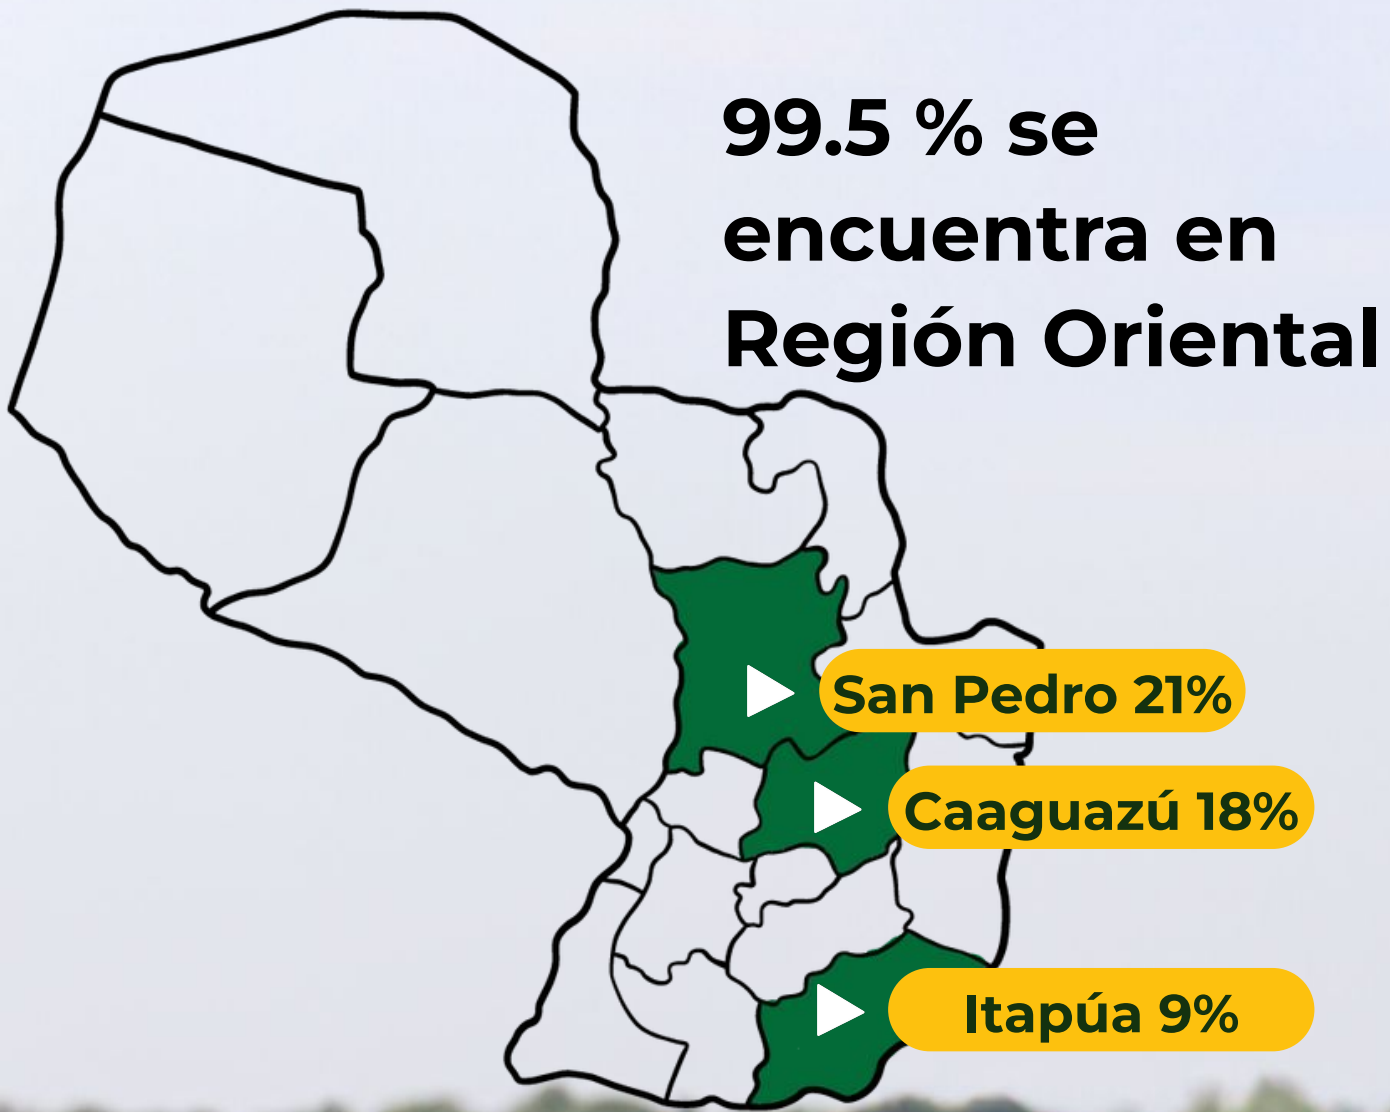 99.5 % se
encuentra en
Región Oriental
San Pedro 21%
Caaguazú 18%
Itapúa 9%